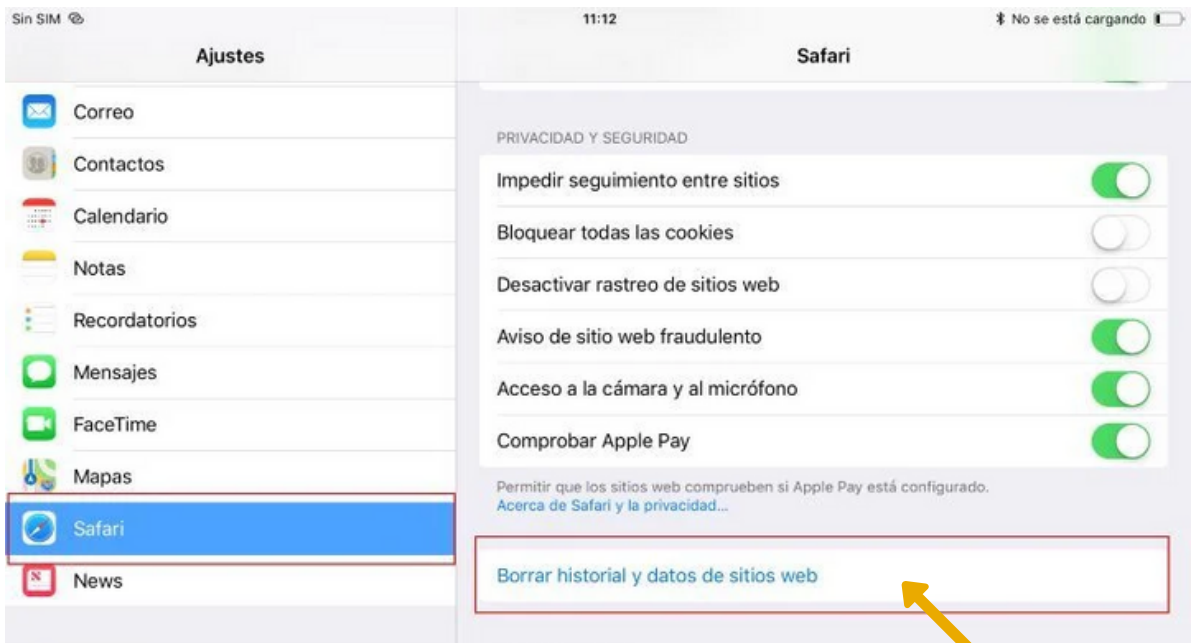 Sin SIM
11:12
No se está cargando
Ajustes
Safari
Correo
Contactos
Calendario
Notas
Recordatorios
Mensajes
FaceTime
Mapas
Safari
News
PRIVACIDAD Y SEGURIDAD
Impedir seguimiento entre sitios
Bloquear todas las cookies
Desactivar rastreo de sitios web
Aviso de sitio web fraudulento
Acceso a la cámara y al micrófono
Comprobar Apple Pay
Permitir que los sitios web comprueben si Apple Pay está configurado.
Acerca de Safari y la privacidad...
Borrar historial y datos de sitios web